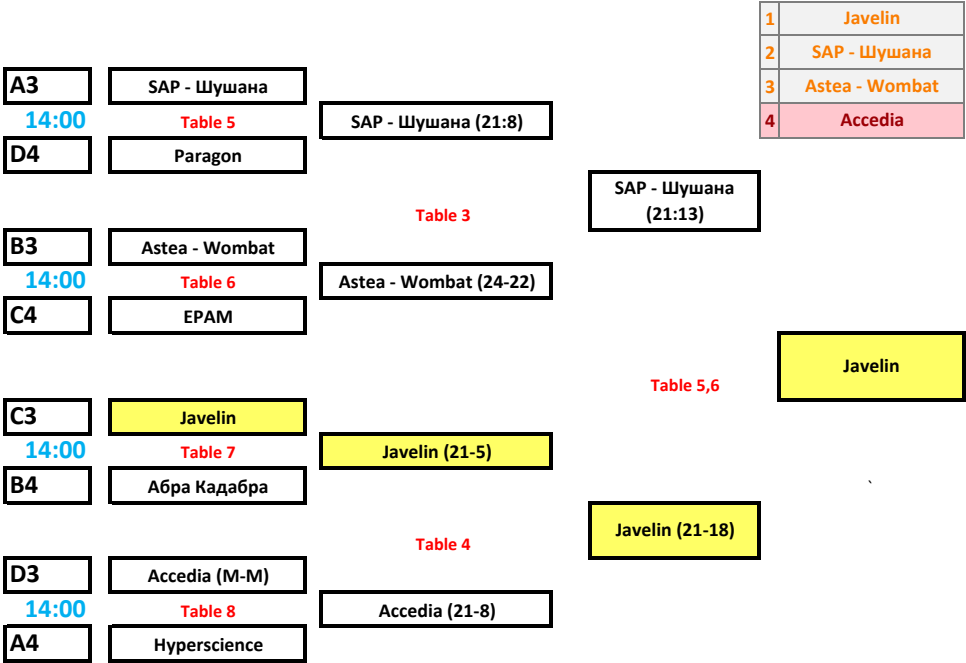 1 Javelin
2 SAP - Шушана
3 Astea - Wombat
4 Accedia
A3 SAP - Шушана
14:00 Table 5 SAP - Шушана (21:8)
D4 Paragon
SAP - Шушана
(21:13)
Table 3
B3 Astea - Wombat
14:00 Table 6 Astea - Wombat (24-22)
C4 EPAM
Javelin
Table 5,6
C3 Javelin
14:00 Table 7 Javelin (21-5)
B4 Абра Кадабра `
Javelin (21-18)
Table 4
D3 Accedia (M-M)
14:00 Table 8 Accedia (21-8)
A4 Hyperscience